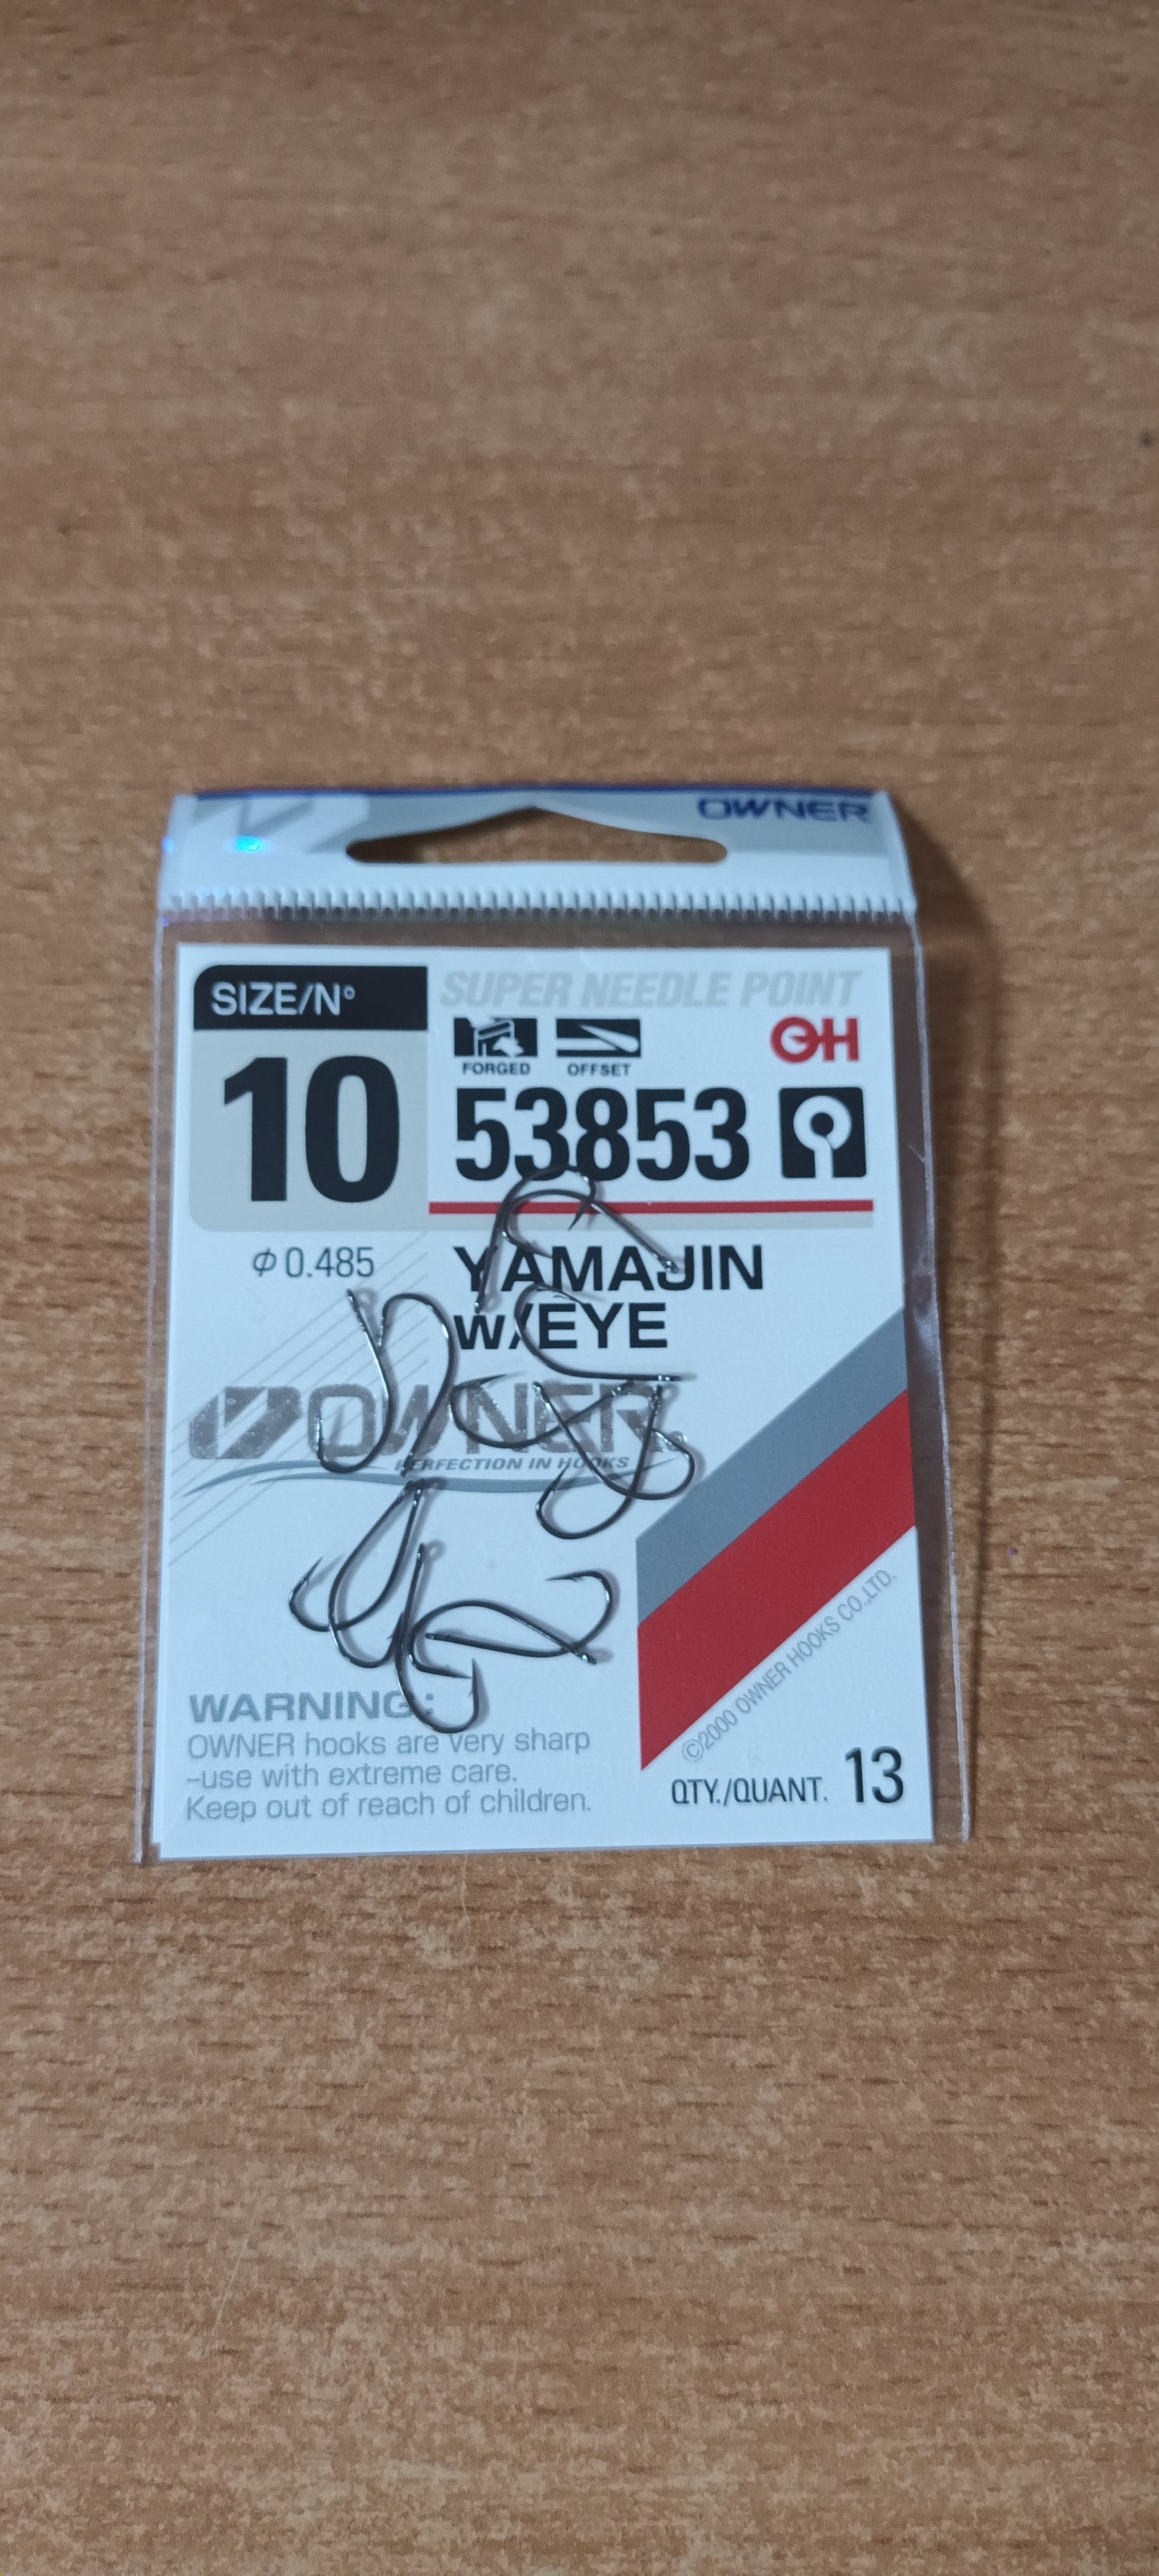 OWNER
SIZE/Nº
SUPER NEEDLE POINT
10
FORGED
OFFSET
53853
Φ 0.485
YAMAJIN
w/EYE
OWNER
PERFECTION IN HOOKS
©2000 OWNER HOOKS CO.,LTD.
WARNING:
OWNER hooks are very sharp
~use with extreme care.
Keep out of reach of children.
QTY./QUANT. 13